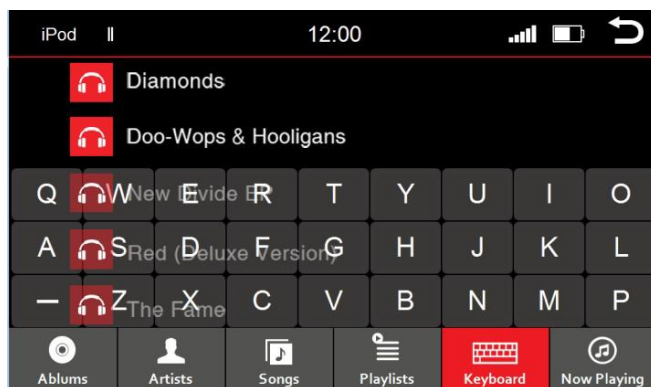 iPod II 12:00
Diamonds
Doo-Wops & Hooligans
New Divide EP
Red (Deluxe Version)
The Fame
Q W E R T Y U I O
A S D F G H J K L
— Z X C V B N M P
Ablums Artists Songs Playlists Keyboard Now Playing